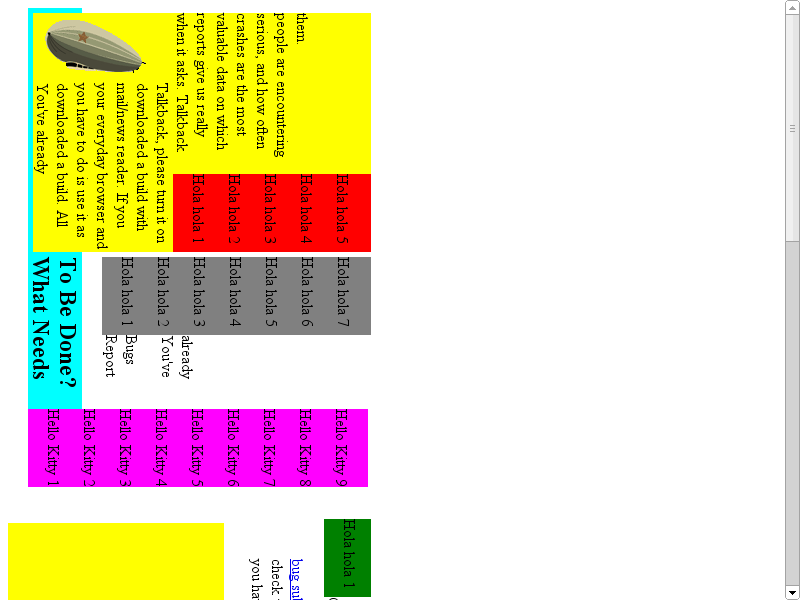 You've already
downloaded a build. All
you have to do is use it as
your everyday browser and
mail/news reader. If you
downloaded a build with
Talkback, please turn it on
when it asks. Talkback
reports give us really
valuable data on which
crashes are the most
serious, and how often
people are encountering
them.
Hola hola 1
Hola hola 2
Hola hola 3
Hola hola 4
Hola hola 5
What Needs
To Be Done?
Hola hola 1
Hola hola 2
Hola hola 3
Hola hola 4
Hola hola 5
Hola hola 6
Hola hola 7
Report
Bugs
You've
already
Hello Kitty 1
Hello Kitty 2
Hello Kitty 3
Hello Kitty 4
Hello Kitty 5
Hello Kitty 6
Hello Kitty 7
Hello Kitty 8
Hello Kitty 9
you
check
bug
Hola hola 1